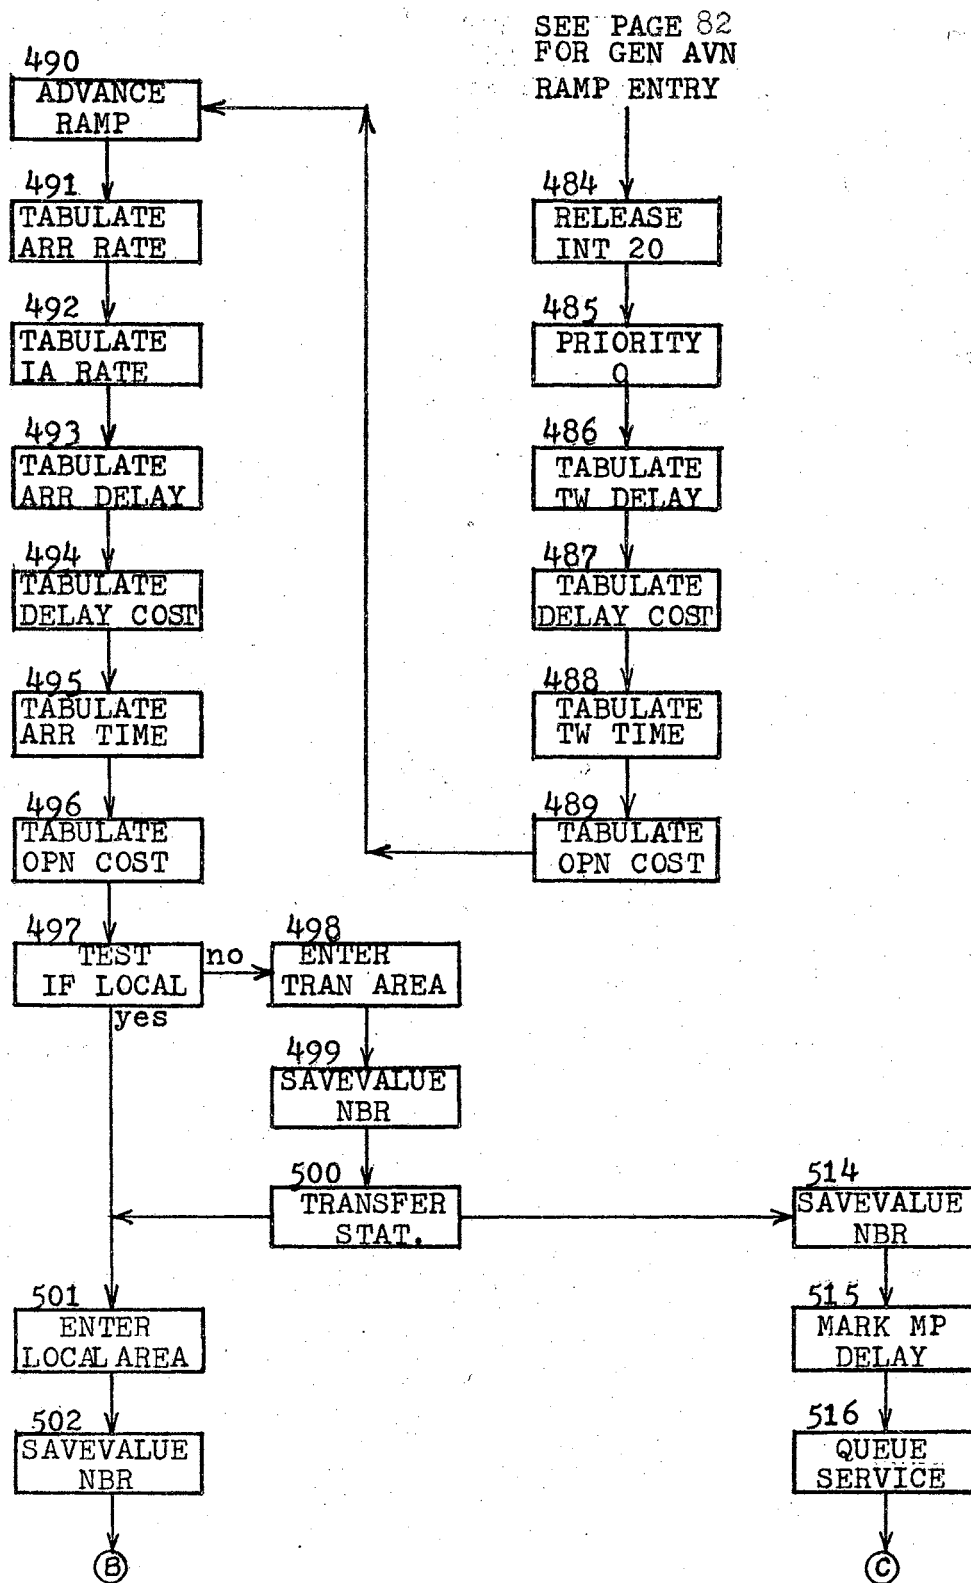 SEE PAGE 82
FOR GEN AVN
RAMP ENTRY
490
ADVANCE
RAMP
491
TABULATE
ARR RATE
492
TABULATE
IA RATE
493
TABULATE
ARR DELAY
494
TABULATE
DELAY COST
495
TABULATE
ARR TIME
496
TABULATE
OPN COST
497
TEST
IF LOCAL
no
yes
484
RELEASE
INT 20
485
PRIORITY
0
486
TABULATE
TW DELAY
487
TABULATE
DELAY COST
488
TABULATE
TW TIME
489
TABULATE
OPN COST
498
ENTER
TRAN AREA
499
SAVEVALUE
NBR
500
TRANSFER
STAT.
501
ENTER
LOCAL AREA
502
SAVEVALUE
NBR
B
514
SAVEVALUE
NBR
515
MARK MP
DELAY
516
QUEUE
SERVICE
C